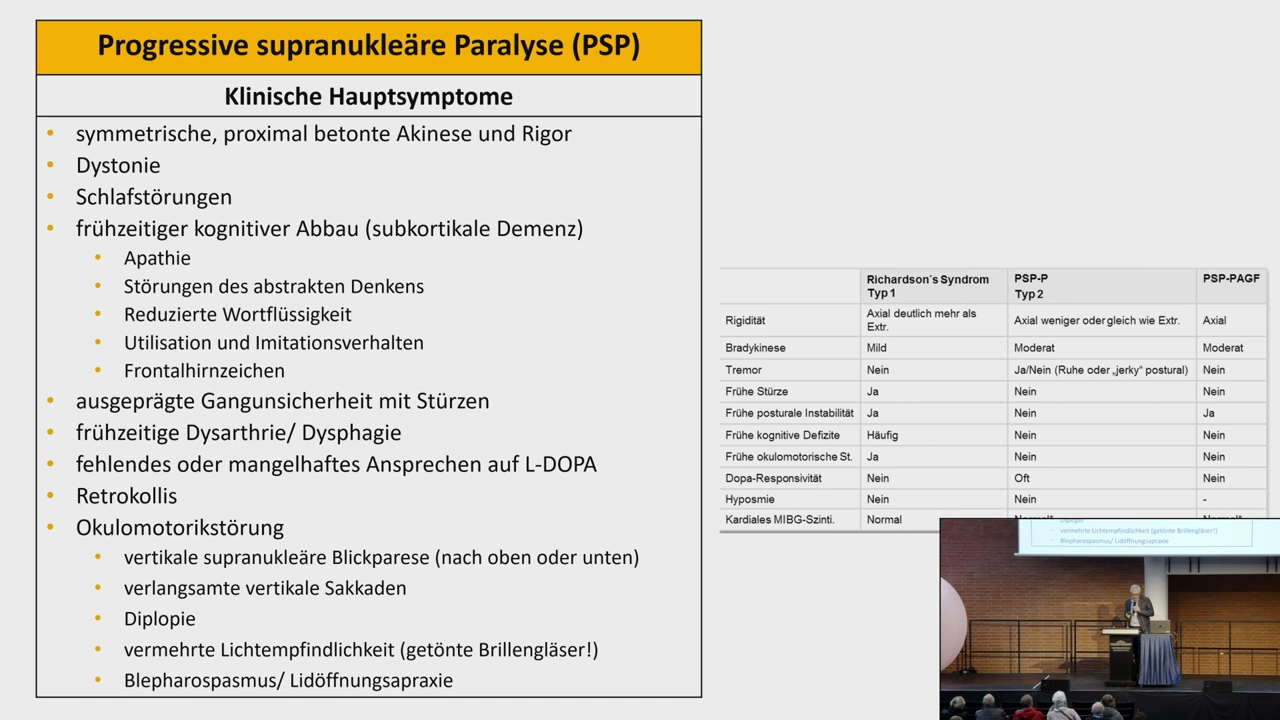 Progressive supranukleäre Paralyse (PSP)
Klinische Hauptsymptome
• symmetrische, proximal betonte Akinese und Rigor
• Dystonie
• Schlafstörungen
• frühzeitiger kognitiver Abbau (subkortikale Demenz)
• Apathie
• Störungen des abstrakten Denkens
• Reduzierte Wortflüssigkeit
• Utilisation und Imitationsverhalten
• Frontalhirnzeichen
• ausgeprägte Gangunsicherheit mit Stürzen
• frühzeitige Dysarthrie/ Dysphagie
• fehlendes oder mangelhaftes Ansprechen auf L-DOPA
• Retrokollis
• Okulomotorikstörung
• vertikale supranukleäre Blickparese (nach oben oder unten)
• verlangsamte vertikale Sakkaden
• Diplopie
• vermehrte Lichtempfindlichkeit (getönte Brillengläser!)
• Blepharospasmus/ Lidöffnungsapraxie
Richardson´s Syndrom Typ 1 PSP-P Typ 2 PSP-PAGF
Rigidität Axial deutlich mehr als Extr. Axial weniger oder gleich wie Extr. Axial
Bradykinese Mild Moderat Moderat
Tremor Nein Ja/Nein (Ruhe oder „jerky“ postural) Nein
Frühe Stürze Ja Nein Nein
Frühe posturale Instabilität Ja Nein Ja
Frühe kognitive Defizite Häufig Nein Nein
Frühe okulomotorische St. Ja Nein Nein
Dopa-Responsivität Nein Oft Nein
Hyposmie Nein Nein -
Kardiales MIBG-Szinti. Normal
vermehrte Lichtempfindlichkeit (getönte Brillengläser!)
Blepharospasmus/ Lidöffnungsapraxie